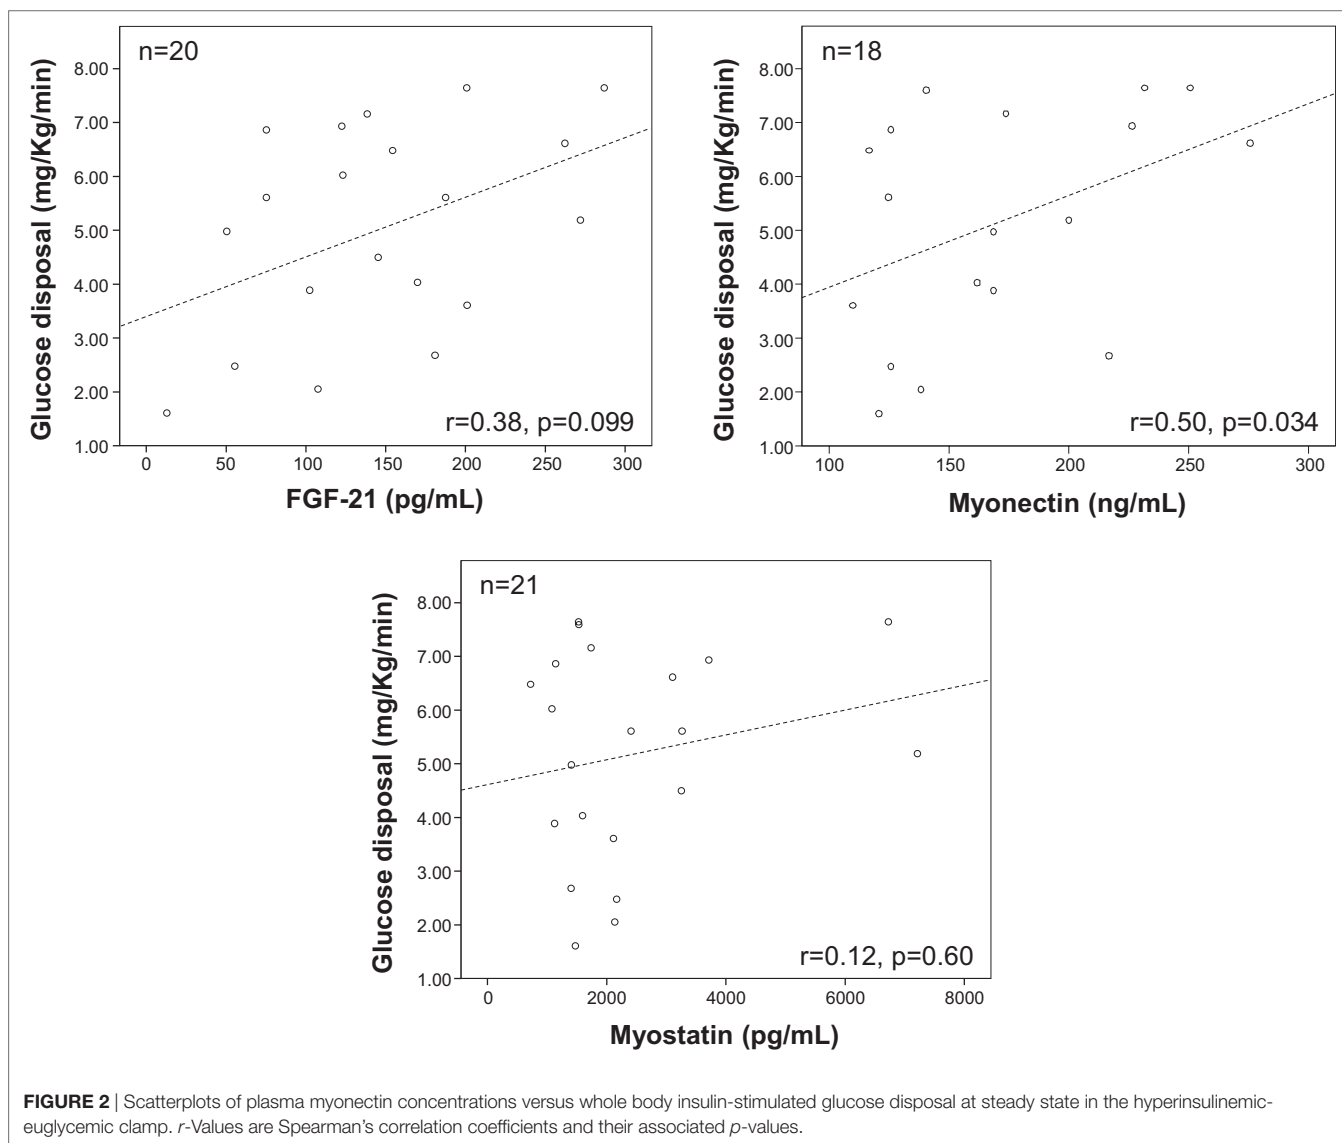 n=20
Glucose disposal (mg/Kg/min)
8.00
7.00
6.00
5.00
4.00
3.00
2.00
1.00
r=0.38, p=0.099
0 50 100 150 200 250 300
FGF-21 (pg/mL)
n=18
Glucose disposal (mg/Kg/min)
8.00
7.00
6.00
5.00
4.00
3.00
2.00
1.00
r=0.50, p=0.034
100 150 200 250 300
Myonectin (ng/mL)
n=21
Glucose disposal (mg/Kg/min)
8.00
7.00
6.00
5.00
4.00
3.00
2.00
1.00
r=0.12, p=0.60
0 2000 4000 6000 8000
Myostatin (pg/mL)
FIGURE 2 | Scatterplots of plasma myonectin concentrations versus whole body insulin-stimulated glucose disposal at steady state in the hyperinsulinemic-
euglycemic clamp. r-Values are Spearman’s correlation coefficients and their associated p-values.